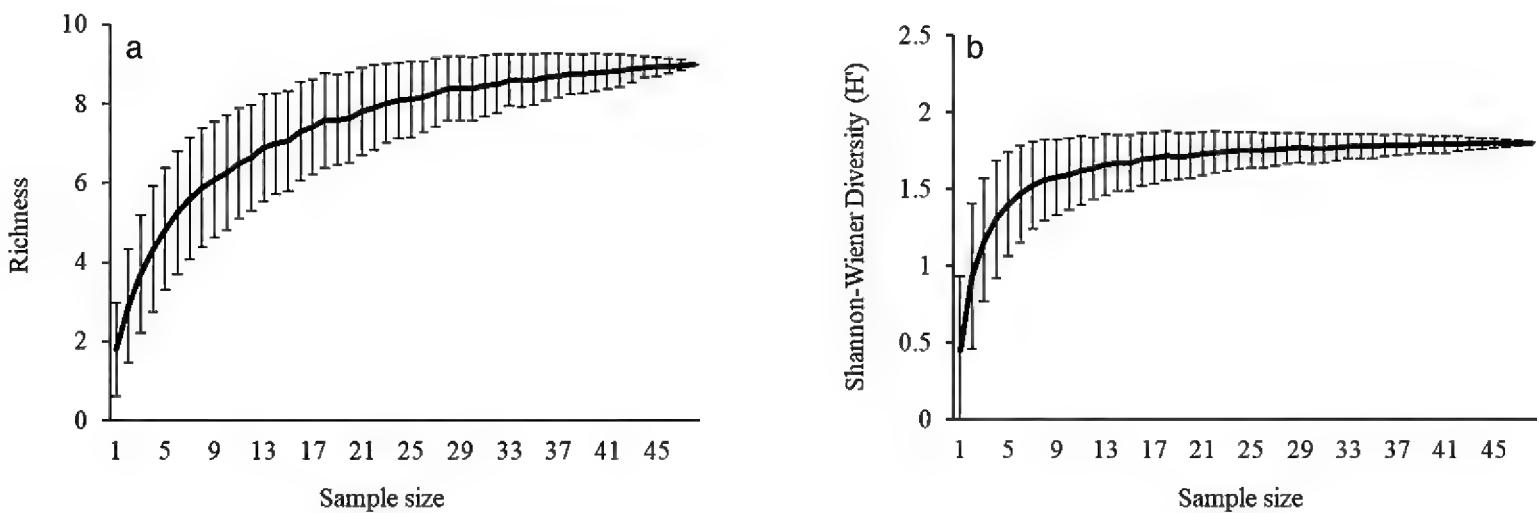 a
10
8
6
4
2
0
Richness
1 5 9 13 17 21 25 29 33 37 41 45
Sample size
b
2.5
2
1.5
1
0.5
0
Shannon-Wiener Diversity (H')
1 5 9 13 17 21 25 29 33 37 41 45
Sample size